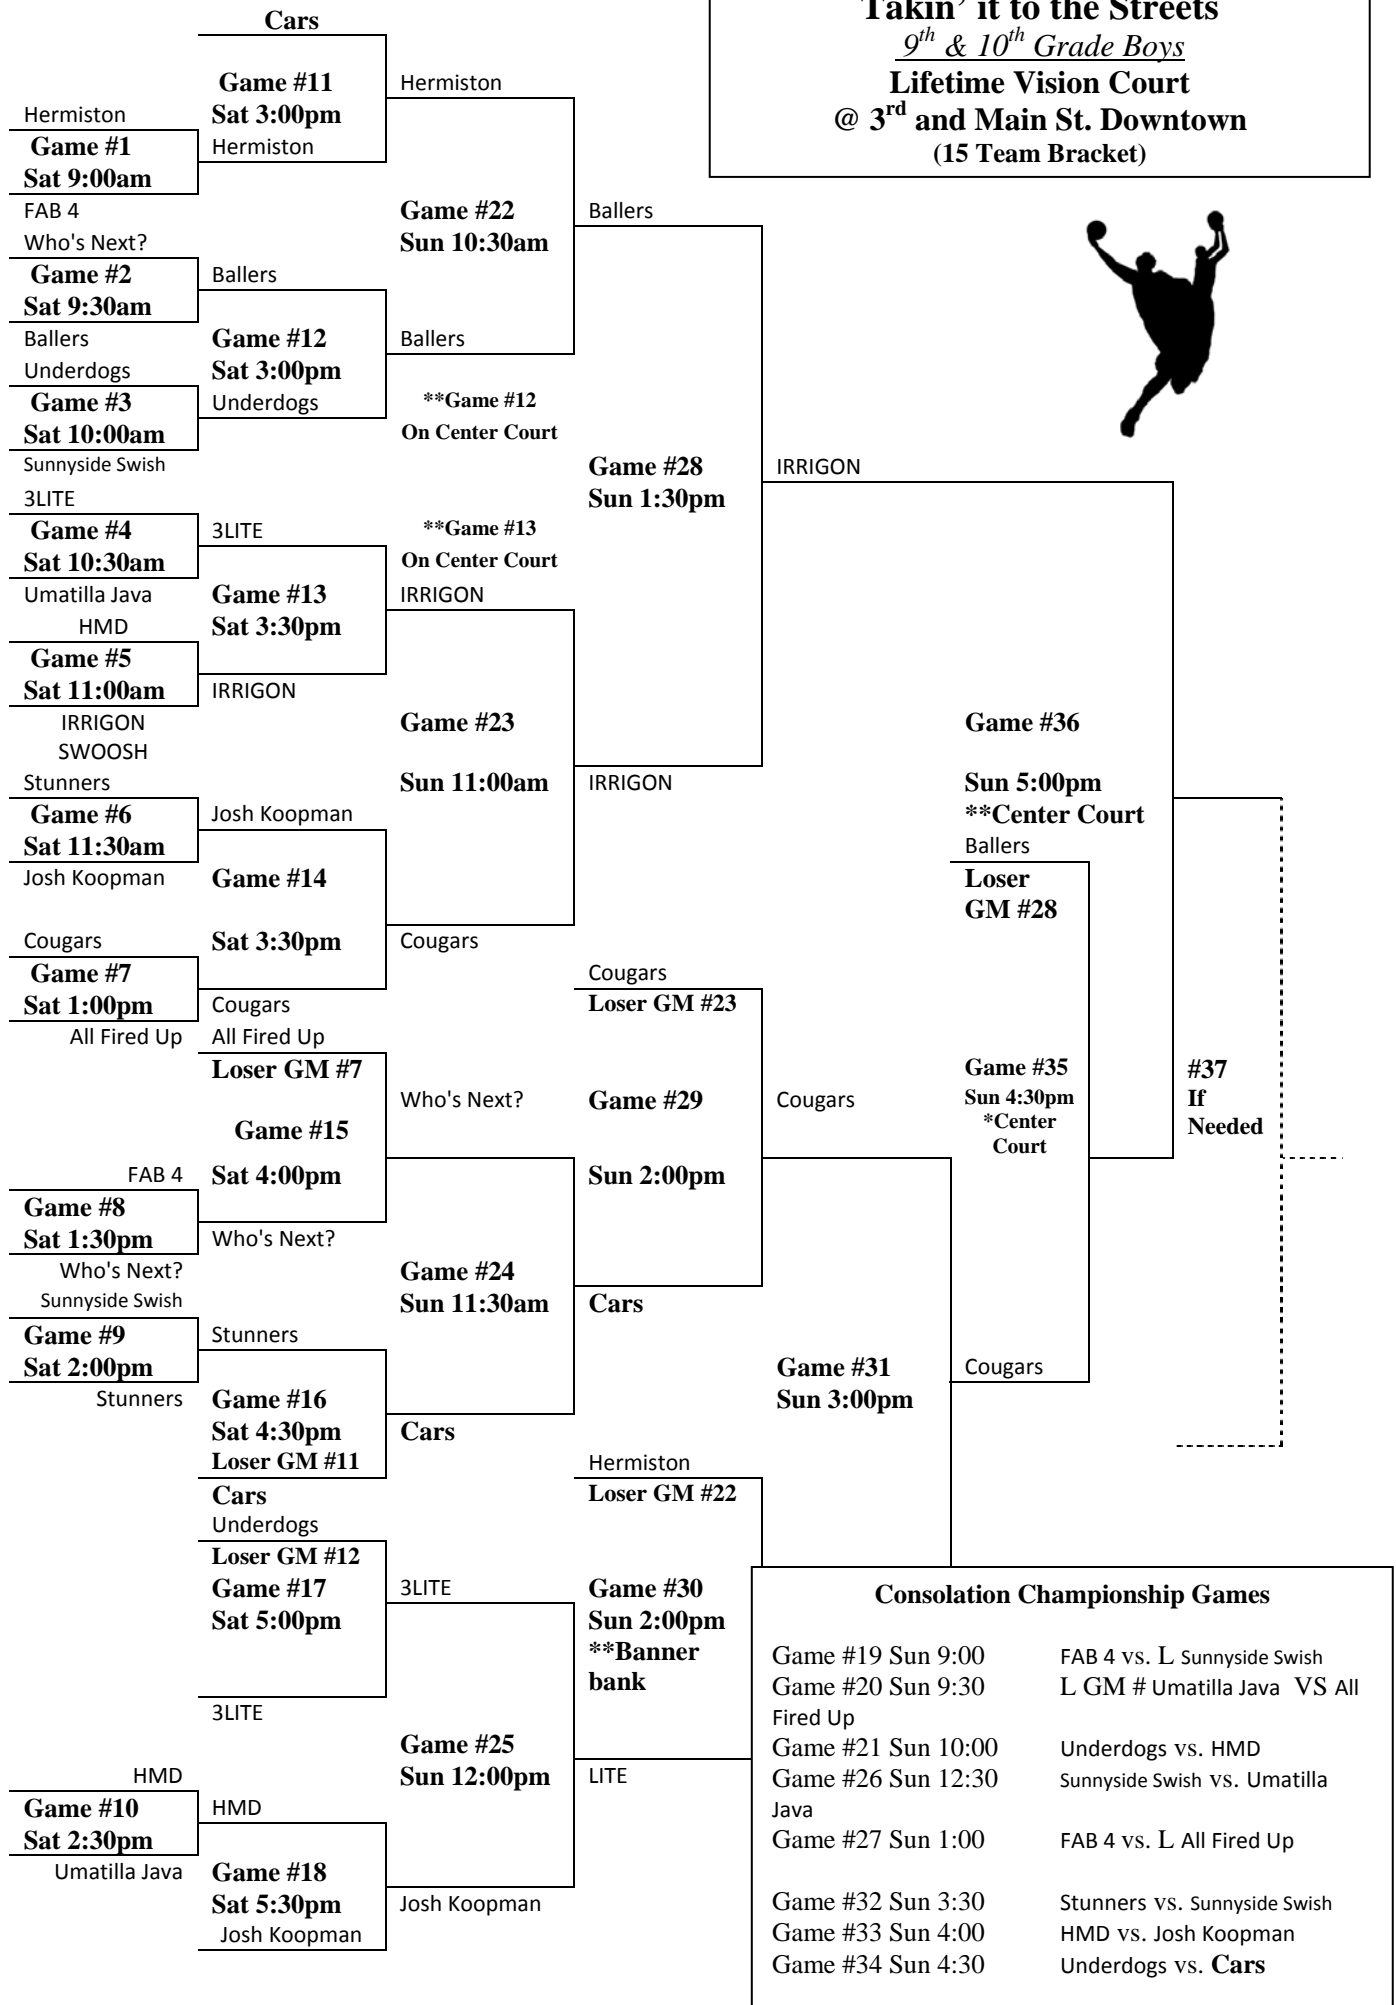 Takin' it to the Streets
9th & 10th Grade Boys
Lifetime Vision Court
@ 3rd and Main St. Downtown
(15 Team Bracket)
Cars
Game #11
Sat 3:00pm
Hermiston
Hermiston
Game #1
Sat 9:00am
FAB 4
Hermiston
Who's Next?
Game #2
Sat 9:30am
Ballers
Ballers
Game #12
Sat 3:00pm
Underdogs
Game #3
Sat 10:00am
Sunnyside Swish
Underdogs
3LITE
Game #4
Sat 10:30am
Umatilla Java
3LITE
Game #13
Sat 3:30pm
HMD
Game #5
Sat 11:00am
IRRIGON
SWOOSH
IRRIGON
Stunners
Game #6
Sat 11:30am
Josh Koopman
Josh Koopman
Game #14
Sat 3:30pm
Cougars
Game #7
Sat 1:00pm
All Fired Up
Cougars
All Fired Up
Loser GM #7
Game #15
Sat 4:00pm
FAB 4
Game #8
Sat 1:30pm
Who's Next?
Who's Next?
Sunnyside Swish
Game #9
Sat 2:00pm
Stunners
Stunners
Game #16
Sat 4:30pm
Loser GM #11
Cars
Underdogs
Loser GM #12
Game #17
Sat 5:00pm
3LITE
HMD
Game #10
Sat 2:30pm
Umatilla Java
HMD
Game #18
Sat 5:30pm
Josh Koopman
Hermiston
Game #22
Sun 10:30am
Ballers
**Game #12
On Center Court
**Game #13
On Center Court
IRRIGON
Game #23
Sun 11:00am
Cougars
Who's Next?
Game #24
Sun 11:30am
Cars
3LITE
Game #25
Sun 12:00pm
Josh Koopman
Ballers
Game #28
Sun 1:30pm
IRRIGON
Cougars
Loser GM #23
Game #29
Sun 2:00pm
Cars
Hermiston
Loser GM #22
Game #30
Sun 2:00pm
**Banner
bank
LITE
IRRIGON
Cougars
Game #31
Sun 3:00pm
Game #36
Sun 5:00pm
**Center Court
Ballers
Loser
GM #28
Game #35
Sun 4:30pm
*Center
Court
Cougars
#37
If
Needed
Consolation Championship Games
Game #19 Sun 9:00 FAB 4 vs. L Sunnyside Swish
Game #20 Sun 9:30 L GM # Umatilla Java VS All
Fired Up
Game #21 Sun 10:00 Underdogs vs. HMD
Game #26 Sun 12:30 Sunnyside Swish vs. Umatilla
Java
Game #27 Sun 1:00 FAB 4 vs. L All Fired Up
Game #32 Sun 3:30 Stunners vs. Sunnyside Swish
Game #33 Sun 4:00 HMD vs. Josh Koopman
Game #34 Sun 4:30 Underdogs vs. Cars